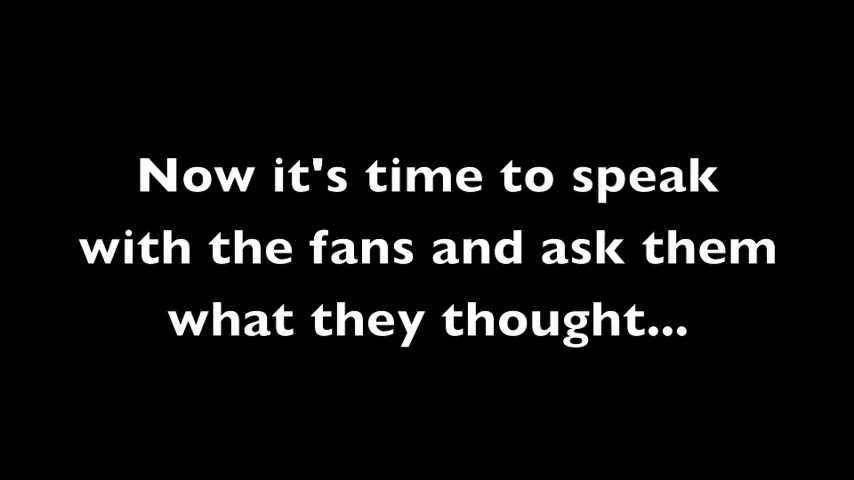 Now it's time to speak
with the fans and ask them
what they thought...